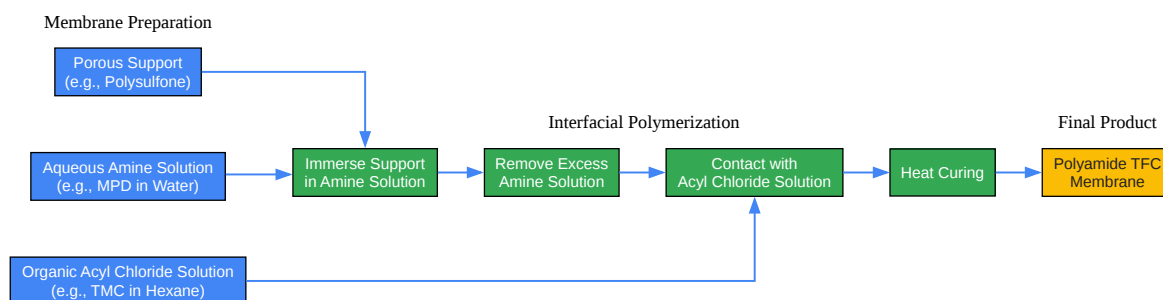 Membrane Preparation
Porous Support
(e.g., Polysulfone)
Interfacial Polymerization
Final Product
Aqueous Amine Solution
(e.g., MPD in Water)
Immerse Support
in Amine Solution
Remove Excess
Amine Solution
Contact with
Acyl Chloride Solution
Heat Curing
Polyamide TFC
Membrane
Organic Acyl Chloride Solution
(e.g., TMC in Hexane)